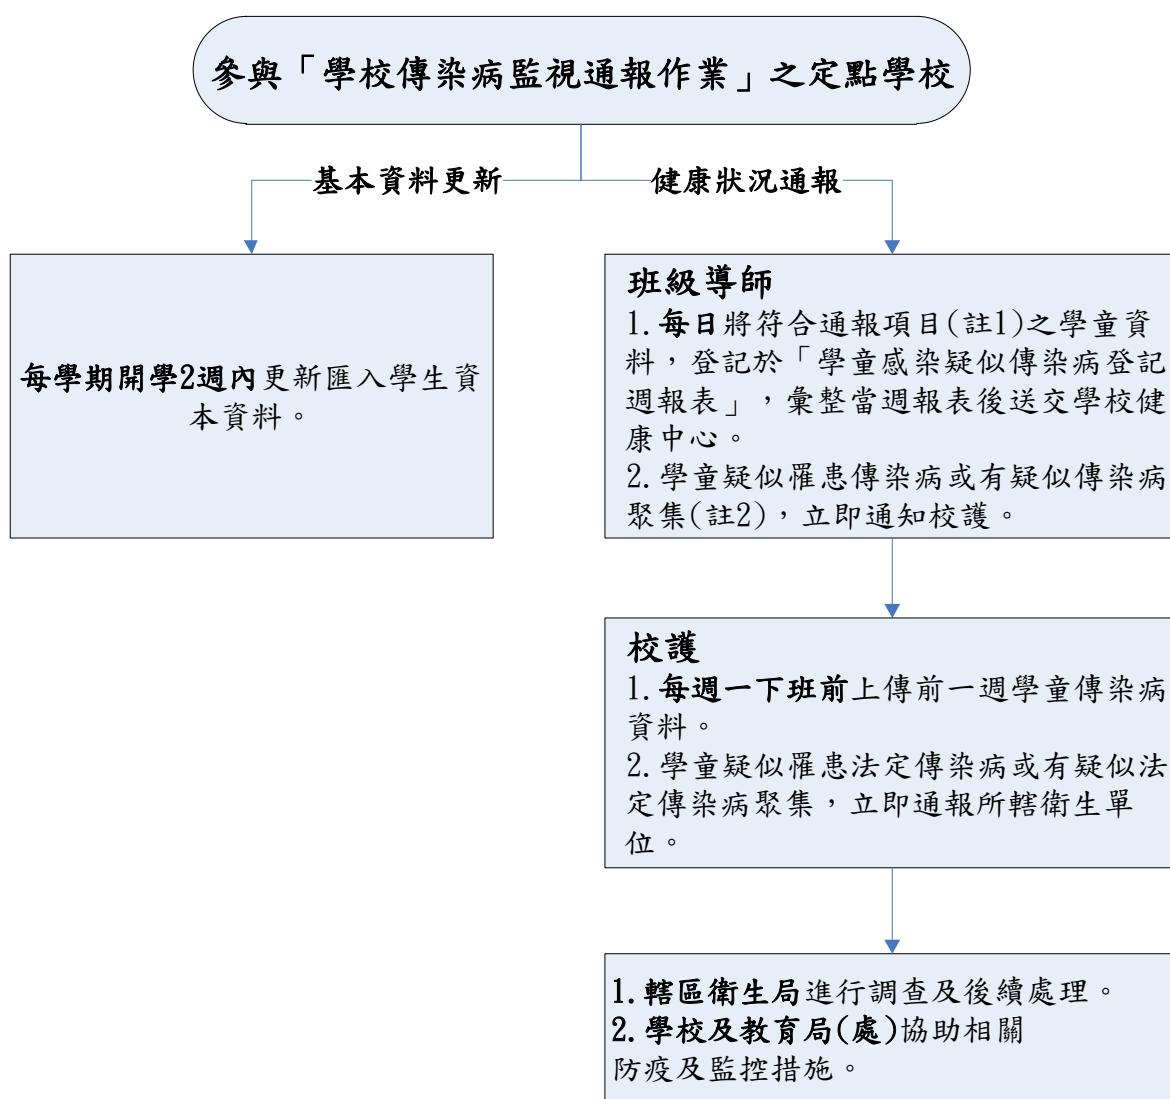 參與「學校傳染病監視通報作業」之定點學校
基本資料更新
健康狀況通報
每學期開學2週內更新匯入學生資
本資料。
班級導師
1.每日將符合通報項目(註1)之學童資
料，登記於「學童感染疑似傳染病登記
週報表」，彙整當週報表後送交學校健
康中心。
2.學童疑似罹患傳染病或有疑似傳染病
聚集(註2)，立即通知校護。
校護
1.每週一下班前上傳前一週學童傳染病
資料。
2.學童疑似罹患法定傳染病或有疑似法
定傳染病聚集，立即通報所轄衛生單
位。
1.轄區衛生局進行調查及後續處理。
2.學校及教育局(處)協助相關
防疫及監控措施。